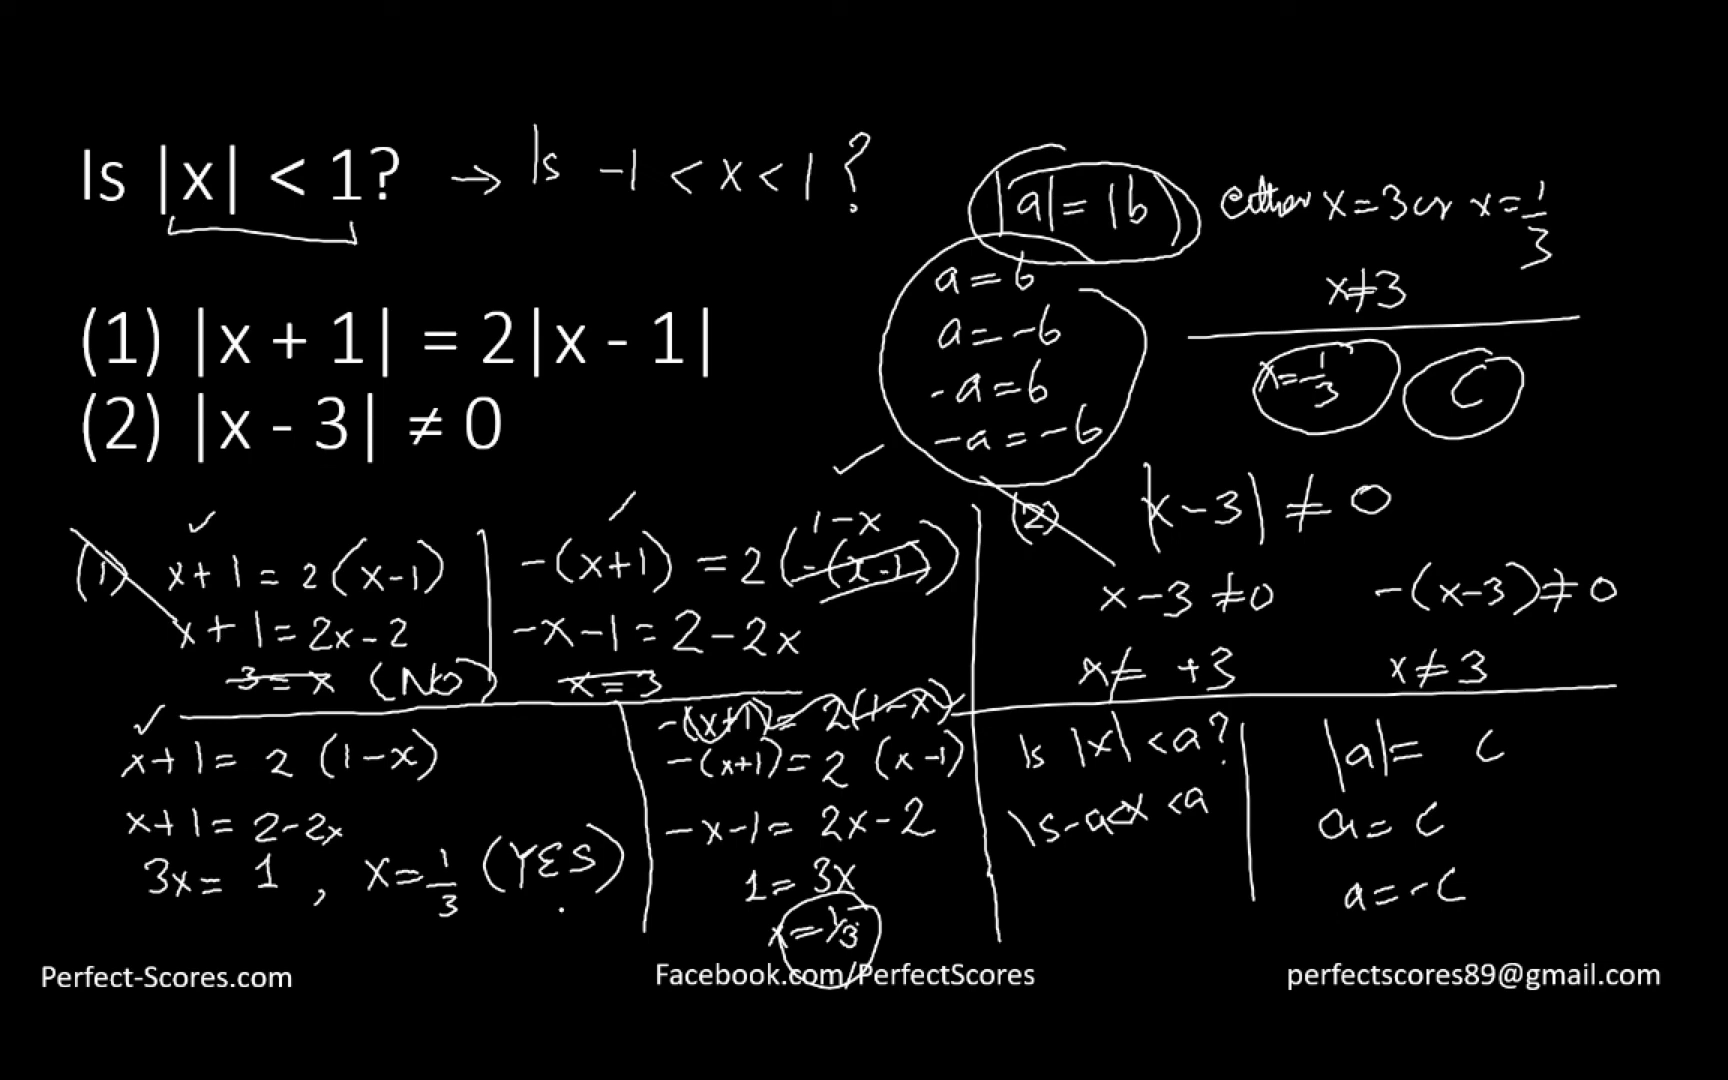 Is |x| < 1? → Is -1 < x < 1 ?
(1) |x + 1| = 2|x - 1|
(2) |x - 3| ≠ 0
|a| = |b|
a = b
a = -b
-a = b
-a = -b
either x = 3 or x = 1/3
x ≠ 3
x = 1/3
C
(1) x + 1 = 2 (x-1)
x + 1 = 2x - 2
3 = x (NO)
1-x
-(x+1) = 2 (-(x-1))
-x-1 = 2-2x
x = 3
(2) |x-3| ≠ 0
x - 3 ≠ 0
x ≠ +3
-(x-3) ≠ 0
x ≠ 3
x+1 = 2 (1-x)
x+1 = 2-2x
3x = 1 , x = 1/3 (YES)
-(x+1) = 2(1-x)
-(x+1) = 2 (x-1)
-x-1 = 2x-2
1 = 3x
x = 1/3
Is |x| < a?
Is -a<x <a
|a| = c
a = c
a = -c
Perfect-Scores.com
Facebook.com/PerfectScores
perfectscores89@gmail.com